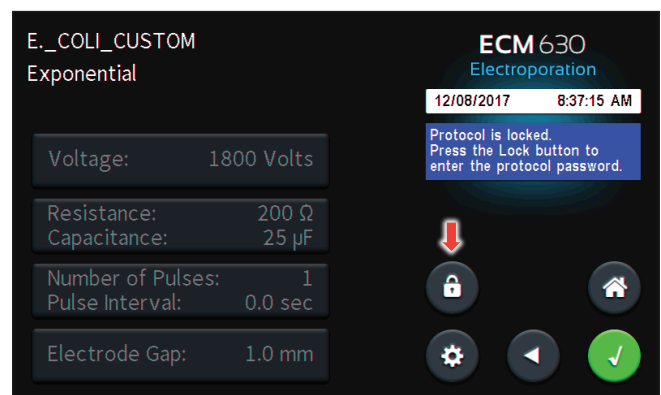 E._COLI_CUSTOM
Exponential
ECM 630
Electroporation
12/08/2017 8:37:15 AM
Protocol is locked.
Press the Lock button to
enter the protocol password.
Voltage: 1800 Volts
Resistance: 200 Ω
Capacitance: 25 µF
Number of Pulses: 1
Pulse Interval: 0.0 sec
Electrode Gap: 1.0 mm